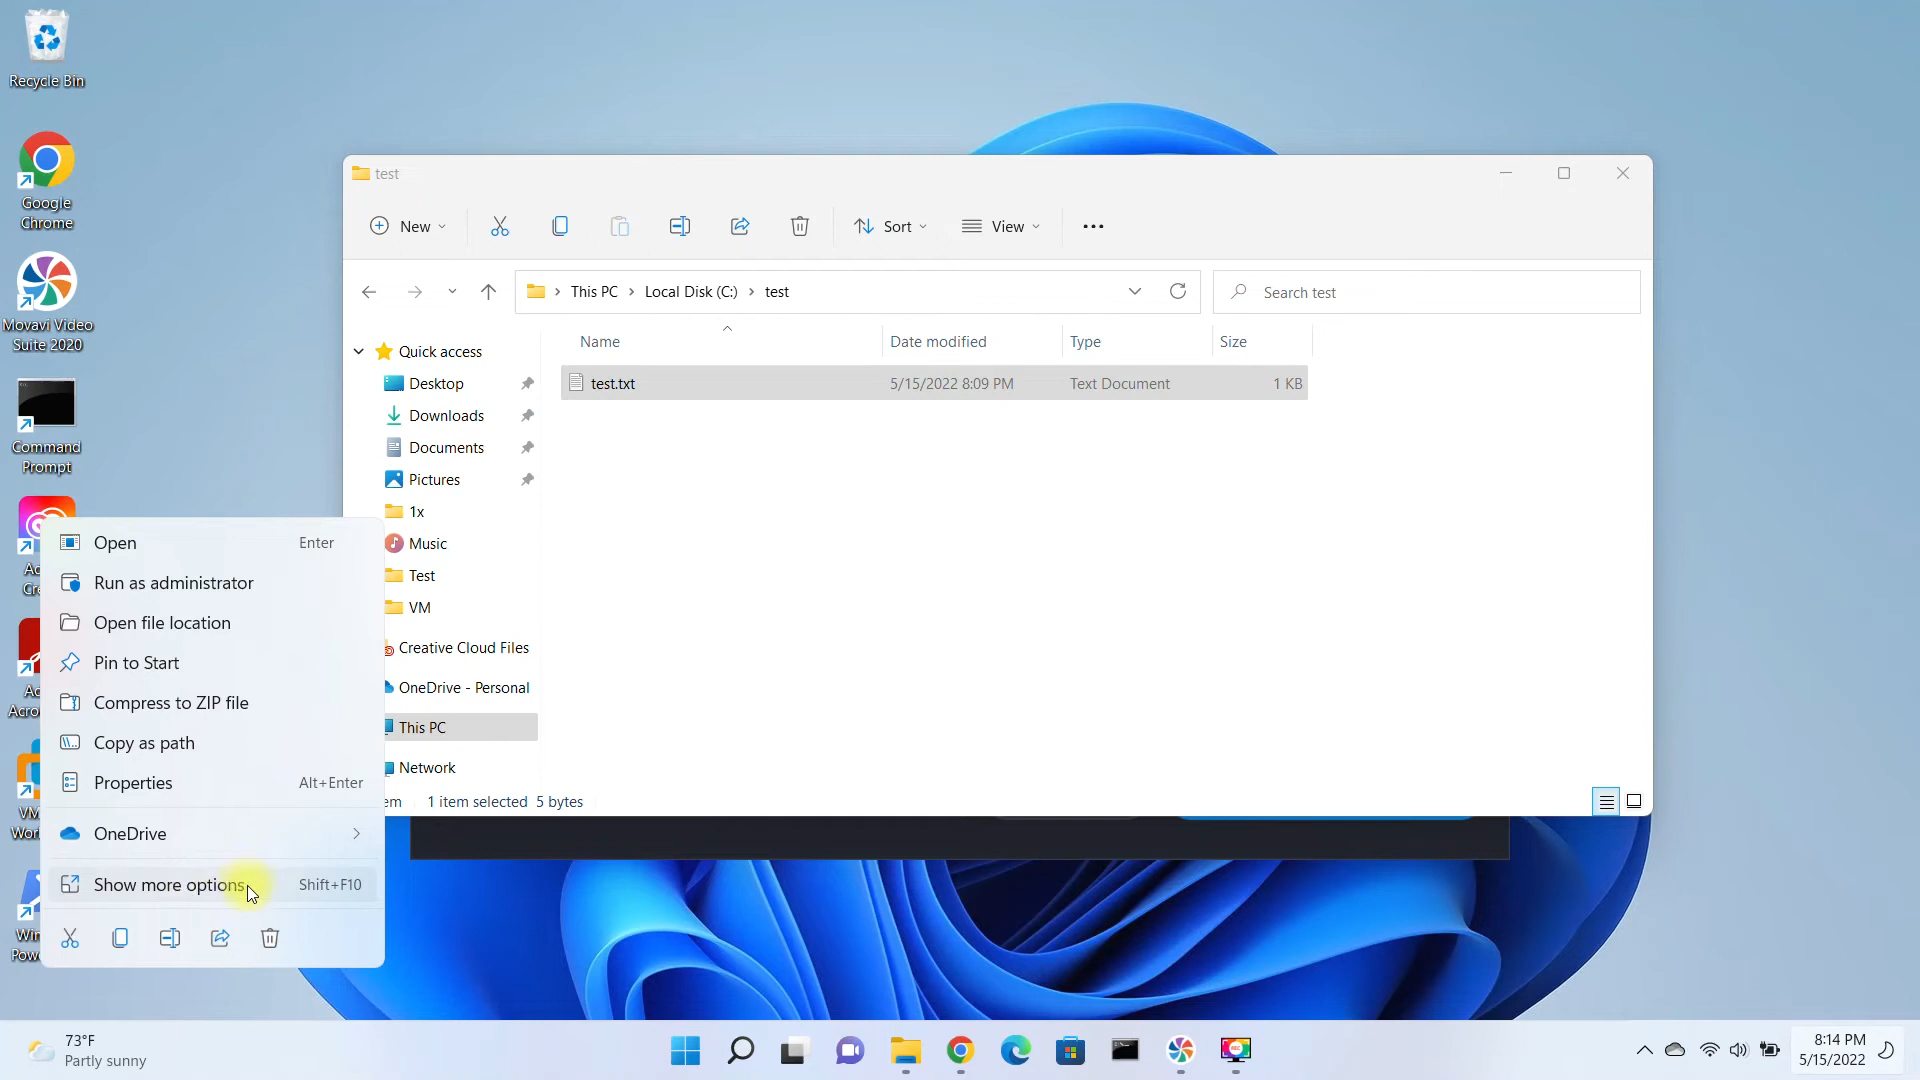 Recycle Bin
Google
Chrome
Movavi Video
Suite 2020
Command
Prompt
test
New
Sort
View
This PC
Local Disk (C:)
test
Search test
Name
Date modified
Type
Size
test.txt
5/15/2022 8:09 PM
Text Document
1 KB
Quick access
Desktop
Downloads
Documents
Pictures
1x
Music
Test
VM
Creative Cloud Files
OneDrive - Personal
This PC
Network
1 item selected 5 bytes
Open Enter
Run as administrator
Open file location
Pin to Start
Compress to ZIP file
Copy as path
Properties Alt+Enter
OneDrive
Show more options Shift+F10
73°F
Partly sunny
8:14 PM
5/15/2022